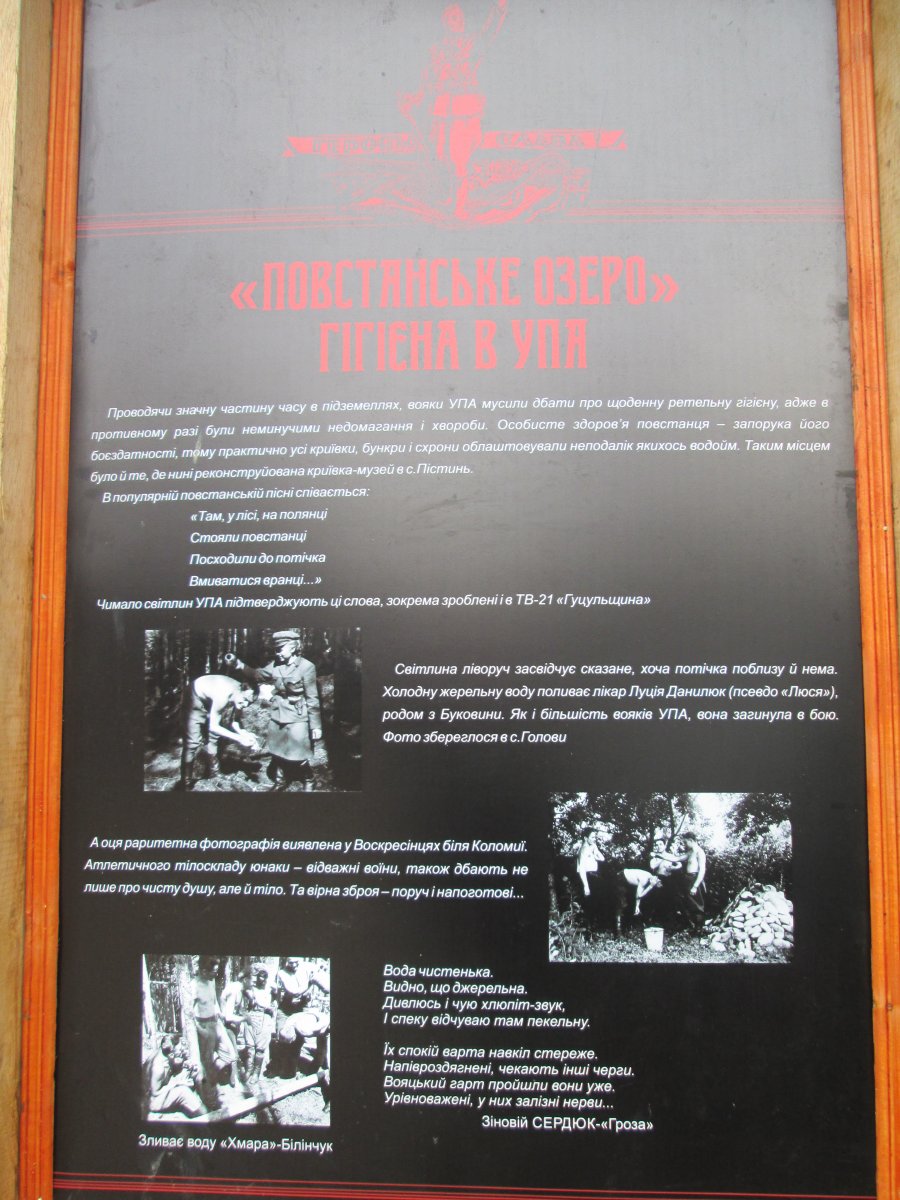 «ПОВСТАНСЬКЕ ОЗЕРО»
ГІГІЄНА В УПА
Проводячи значну частину часу в підземеллях, вояки УПА мусили дбати про щоденну ретельну гігієну, адже в
противному разі були неминучими недомагання і хвороби. Особисте здоров’я повстанця – запорука його
боєздатності, тому практично усі криївки, бункри і схрони облаштовували неподалік якихось водойм. Таким місцем
було й те, де нині реконструйована криївка-музей в с.Пістинь.
В популярній повстанській пісні співається:
«Там, у лісі, на полянці
Стояли повстанці
Посходили до потічка
Вмиватися вранці...»
Чимало світлин УПА підтверджують ці слова, зокрема зроблені і в ТВ-21 «Гуцульщина»
Світлина ліворуч засвідчує сказане, хоча потічка поблизу й нема.
Холодну жерельну воду поливає лікар Луція Данилюк (псевдо «Люся»),
родом з Буковини. Як і більшість вояків УПА, вона загинула в бою.
Фото збереглося в с.Голови
А оця раритетна фотографія виявлена у Воскресінцях біля Коломиї.
Атлетичного тілоскладу юнаки – відважні воїни, також дбають не
лише про чисту душу, але й тіло. Та вірна зброя – поруч і напоготові...
Вода чистенька.
Видно, що джерельна.
Дивлюсь і чую хлюпіт-звук,
І спеку відчуваю там пекельну.
Їх спокій варта навкіл стереже.
Напівроздягнені, чекають інші черги.
Вояцький гарт пройшли вони уже.
Урівноважені, у них залізні нерви...
Зіновій СЕРДЮК-«Гроза»
Зливає воду «Хмара»-Білінчук